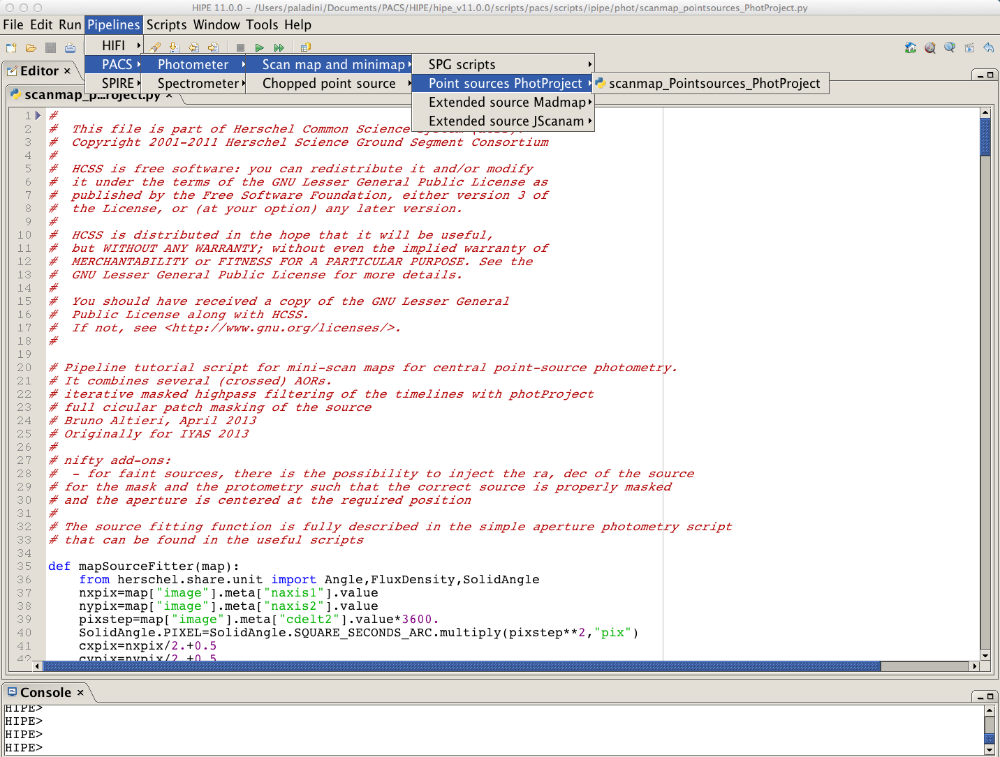 HIPE 11.0.0 - /Users/paladini/Documents/PACS/HIPE/hipe_v11.0.0/scripts/pacs/scripts/ipipe/phot/scanmap_pointsources_PhotProject.py
File Edit Run Pipelines Scripts Window Tools Help
HIFI
PACS Photometer Scan map and minimap SPG scripts
SPIRE Spectrometer Chopped point source Point sources PhotProject scanmap_Pointsources_PhotProject
Extended source Madmap
Extended source JScanam
Editor ×
scanmap_p...roject.py ×
1 #
2 # This file is part of Herschel Common Science
3 # Copyright 2001-2011 Herschel Science Ground Segment Consortium
4 #
5 # HCSS is free software: you can redistribute it and/or modify
6 # it under the terms of the GNU Lesser General Public License as
7 # published by the Free Software Foundation, either version 3 of
8 # the License, or (at your option) any later version.
9 #
10 # HCSS is distributed in the hope that it will be useful,
11 # but WITHOUT ANY WARRANTY; without even the implied warranty of
12 # MERCHANTABILITY or FITNESS FOR A PARTICULAR PURPOSE. See the
13 # GNU Lesser General Public License for more details.
14 #
15 # You should have received a copy of the GNU Lesser General
16 # Public License along with HCSS.
17 # If not, see <http://www.gnu.org/licenses/>.
18 #
19
20 # Pipeline tutorial script for mini-scan maps for central point-source photometry.
21 # It combines several (crossed) AORs.
22 # iterative masked highpass filtering of the timelines with photProject
23 # full cicular patch masking of the source
24 # Bruno Altieri, April 2013
25 # Originally for IYAS 2013
26 #
27 # nifty add-ons:
28 # - for faint sources, there is the possibility to inject the ra, dec of the source
29 # for the mask and the protometry such that the correct source is properly masked
30 # and the aperture is centered at the required position
31 #
32 # The source fitting function is fully described in the simple aperture photometry script
33 # that can be found in the useful scripts
34
35 def mapSourceFitter(map):
36 from herschel.share.unit import Angle,FluxDensity,SolidAngle
37 nxpix=map["image"].meta["naxis1"].value
38 nypix=map["image"].meta["naxis2"].value
39 pixstep=map["image"].meta["cdelt2"].value*3600.
40 SolidAngle.PIXEL=SolidAngle.SQUARE_SECONDS_ARC.multiply(pixstep**2,"pix")
41 cxpix=nxpix/2.+0.5
42 cypix=nypix/2.+0.5
Console ×
HIPE>
HIPE>
HIPE>
HIPE>